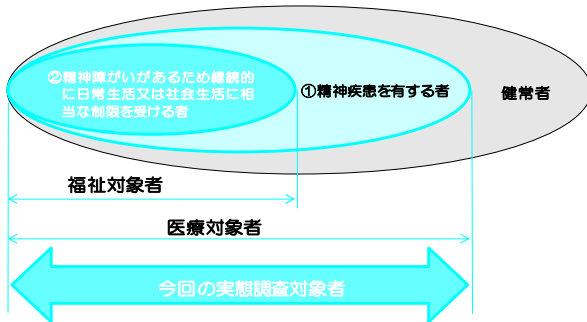 ②精神障がいがあるため継続的
に日常生活又は社会生活に相
当な制限を受ける者
①精神疾患を有する者
健常者
福祉対象者
医療対象者
今回の実態調査対象者